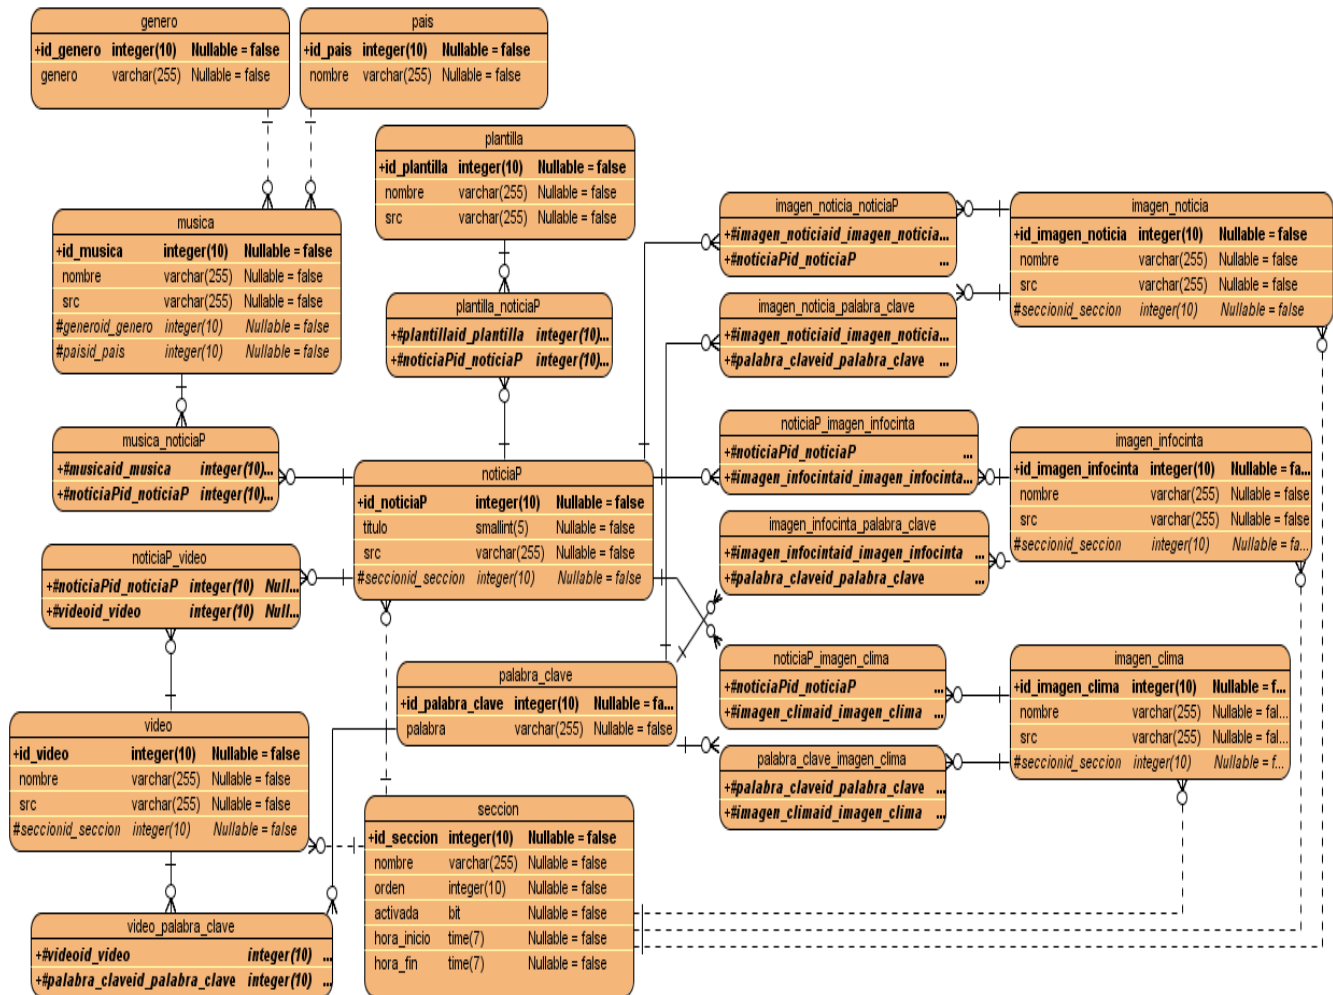 genero
+id_genero integer(10) Nullable = false
genero varchar(255) Nullable = false
pais
+id_pais integer(10) Nullable = false
nombre varchar(255) Nullable = false
plantilla
+id_plantilla integer(10) Nullable = false
nombre varchar(255) Nullable = false
src varchar(255) Nullable = false
musica
+id_musica integer(10) Nullable = false
nombre varchar(255) Nullable = false
src varchar(255) Nullable = false
#generoid_genero integer(10) Nullable = false
#paisid_pais integer(10) Nullable = false
plantilla_noticiaP
+#plantillaid_plantilla integer(10)...
+#noticiaPid_noticiaP integer(10)...
imagen_noticia_noticiaP
+#imagen_noticiaid_imagen_noticia...
+#noticiaPid_noticiaP ...
imagen_noticia
+id_imagen_noticia integer(10) Nullable = false
nombre varchar(255) Nullable = false
src varchar(255) Nullable = false
#seccionid_seccion integer(10) Nullable = false
imagen_noticia_palabra_clave
+#imagen_noticiaid_imagen_noticia...
+#palabra_claveid_palabra_clave ...
musica_noticiaP
+#musicaid_musica integer(10)...
+#noticiaPid_noticiaP integer(10)...
noticiaP
+id_noticiaP integer(10) Nullable = false
titulo smallint(5) Nullable = false
src varchar(255) Nullable = false
#seccionid_seccion integer(10) Nullable = false
noticiaP_imagen_infocinta
+#noticiaPid_noticiaP ...
+#imagen_infocintaid_imagen_infocinta...
imagen_infocinta
+id_imagen_infocinta integer(10) Nullable = fa...
nombre varchar(255) Nullable = false
src varchar(255) Nullable = false
#seccionid_seccion integer(10) Nullable = fa...
imagen_infocinta_palabra_clave
+#imagen_infocintaid_imagen_infocinta ...
+#palabra_claveid_palabra_clave ...
noticiaP_video
+#noticiaPid_noticiaP integer(10) Null...
+#videoid_video integer(10) Null...
palabra_clave
+id_palabra_clave integer(10) Nullable = fa...
palabra varchar(255) Nullable = false
noticiaP_imagen_clima
+#noticiaPid_noticiaP ...
+#imagen_climaid_imagen_clima ...
imagen_clima
+id_imagen_clima integer(10) Nullable = f...
nombre varchar(255) Nullable = fal...
src varchar(255) Nullable = fal...
#seccionid_seccion integer(10) Nullable = f...
video
+id_video integer(10) Nullable = false
nombre varchar(255) Nullable = false
src varchar(255) Nullable = false
#seccionid_seccion integer(10) Nullable = false
palabra_clave_imagen_clima
+#palabra_claveid_palabra_clave ...
+#imagen_climaid_imagen_clima ...
seccion
+id_seccion integer(10) Nullable = false
nombre varchar(255) Nullable = false
orden integer(10) Nullable = false
activada bit Nullable = false
hora_inicio time(7) Nullable = false
hora_fin time(7) Nullable = false
video_palabra_clave
+#videoid_video integer(10) ...
+#palabra_claveid_palabra_clave integer(10) ...